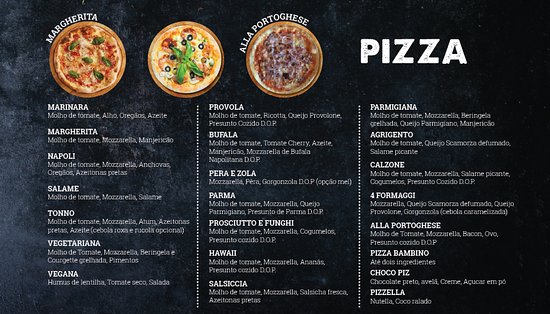 MARGHERITA
ALLA PORTOGHESE
PIZZA
MARINARA
Molho de tomate, Alho, Oregãos, Azeite
MARGHERITA
Molho de tomate, Mozzarella, Manjericão
NAPOLI
Molho de tomate, Mozzarella, Anchovas,
Oregãos, Azeitonas pretas
SALAME
Molho de tomate, Mozzarella, Salame
TONNO
Molho de tomate, Mozzarella, Atum, Azeitonas
pretas, Azeite (cebola roxa e rucola opcional)
VEGETARIANA
Molho de Tomate, Mozzarella, Beringela e
Courgette grelhada, Pimentos
VEGANA
Humus de lentilha, Tomate seco, Salada
PROVOLA
Molho de tomate, Ricotta, Queijo Provolone,
Presunto Cozido D.O.P.
BUFALA
Molho de tomate, Tomate Cherry, Azeite,
Manjericão, Mozzarella de Bufala
Napolitana D.O.P.
PERA E ZOLA
Mozzarella, Pêra, Gorgonzola D.O.P (opção mel)
PARMA
Molho de tomate, Mozzarella, Queijo
Parmigiano, Presunto de Parma D.O.P.
PROSCIUTTO E FUNGHI
Molho de tomate, Mozzarella, Cogumelos,
Presunto cozido D.O.P.
HAWAII
Molho de tomate, Mozzarella, Ananás,
Presunto cozido D.O.P.
SALSICCIA
Molho de tomate, Mozzarella, Salsicha fresca,
Azeitonas pretas
PARMIGIANA
Molho de tomate, Mozzarella, Beringela
grelhada, Queijo Parmigiano, Manjericão
AGRIGENTO
Molho de tomate, Queijo Scamorza defumado,
Salame picante
CALZONE
Molho de tomate, Mozzarella, Salame picante,
Cogumelos, Presunto Cozido D.O.P.
4 FORMAGGI
Mozzarella, Queijo Scamorza defumado, Queijo
Provolone, Gorgonzola (cebola caramelizada)
ALLA PORTOGHESE
Molho de Tomate, Mozzarella, Bacon, Ovo,
Presunto cozido D.O.P
PIZZA BAMBINO
Até dois ingredientes
CHOCO PIZ
Chocolate preto, avelã, Creme, Açucar em pó
PIZZELLA
Nutella, Coco ralado